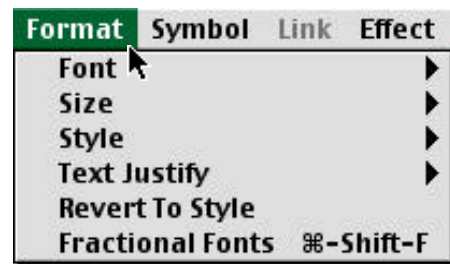 Format Symbol Link Effect
Font
Size
Style
Text Justify
Revert To Style
Fractional Fonts ⌘-Shift-F